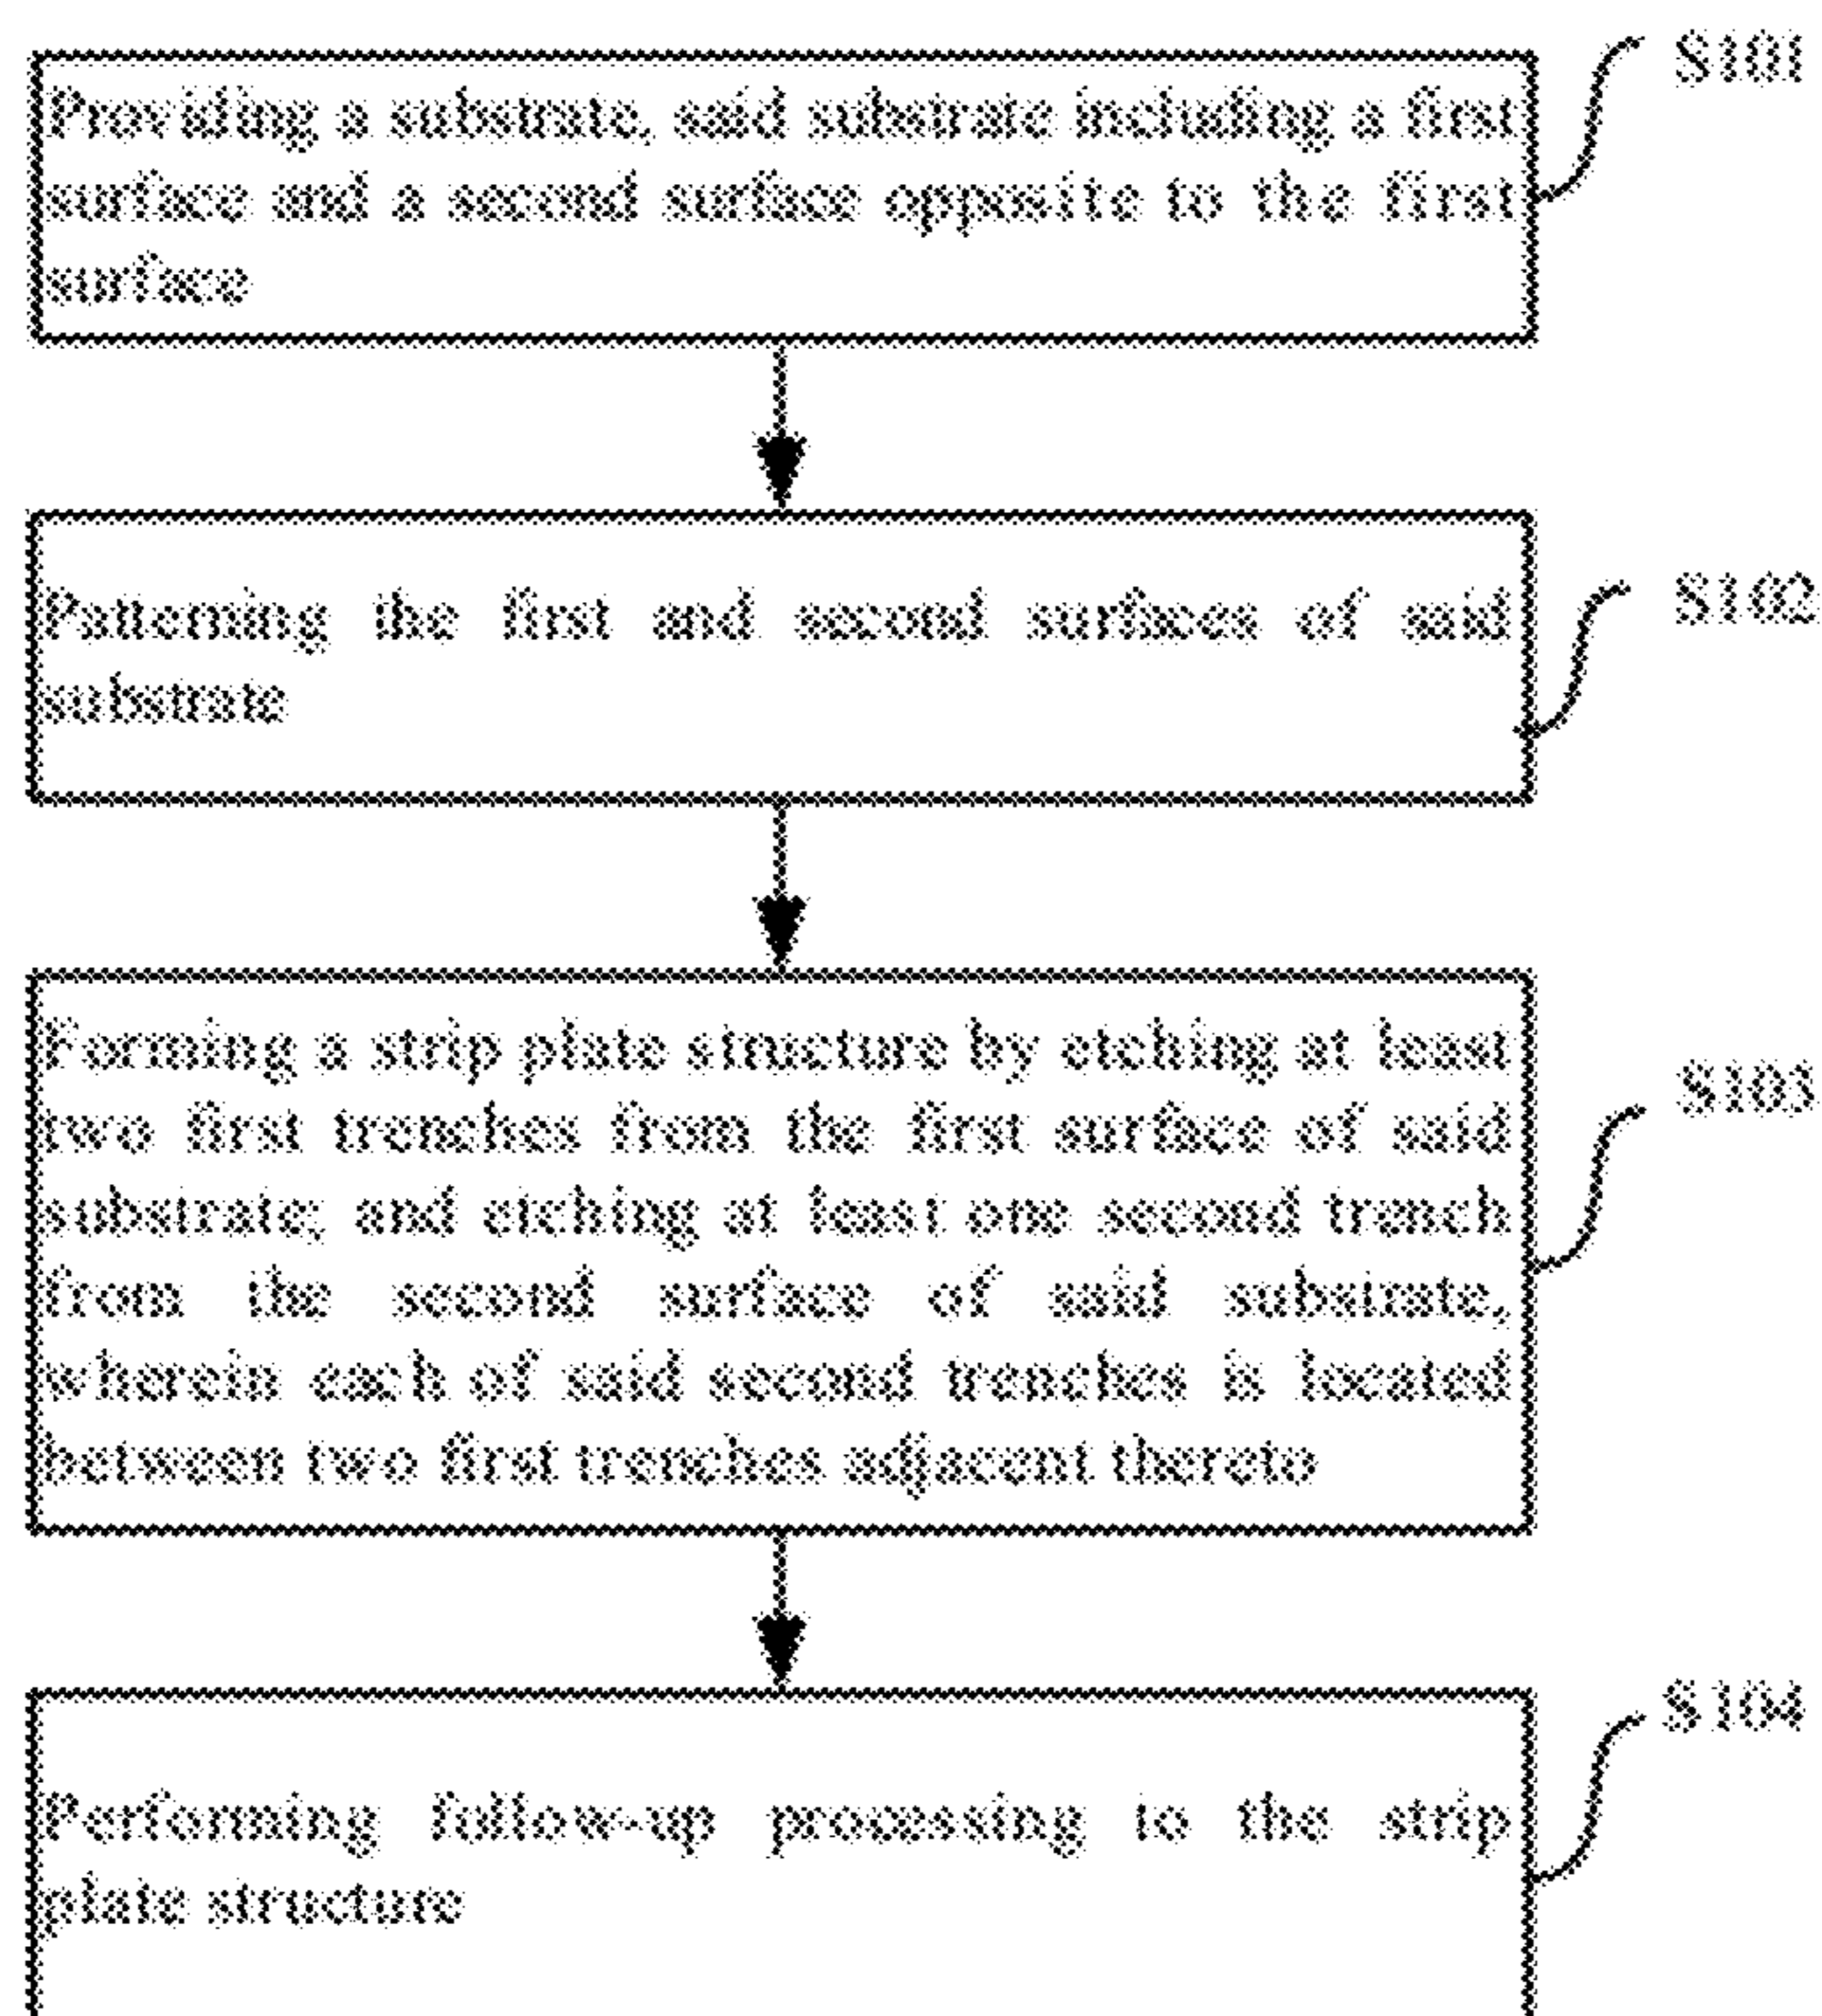 S101
Providing a substrate, said substrate including a first
surface and a second surface opposite to the first
surface
S102
Patterning the first and second surfaces of said
substrate
S103
Forming a strip plate structure by etching at least
two first trenches from the first surface of said
substrate; and etching at least one second trench
from the second surface of said substrate,
wherein each of said second trenches is located
between two first trenches adjacent thereto
S104
Performing follow-up processing to the strip
plate structure